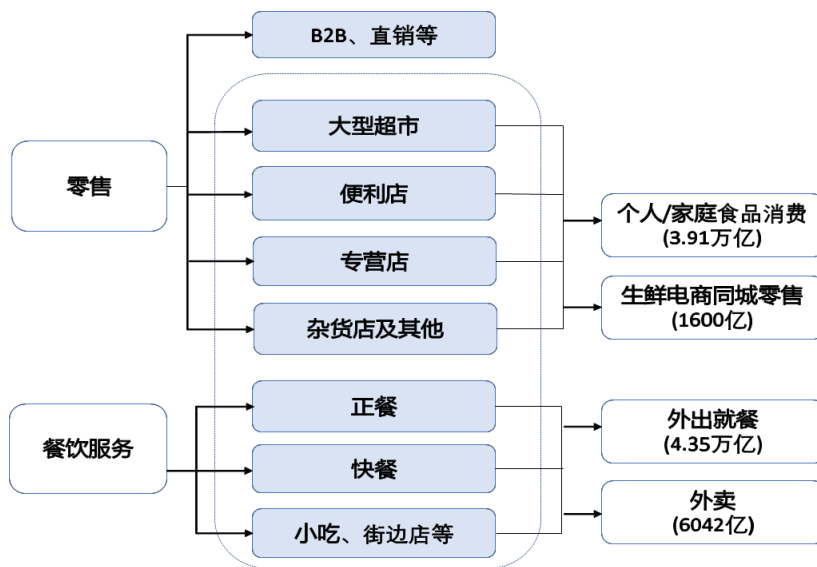 B2B、直销等
大型超市
零售
便利店
个人/家庭食品消费
(3.91万亿)
专营店
生鲜电商同城零售
(1600亿)
杂货店及其他
正餐
外出就餐
(4.35万亿)
餐饮服务
快餐
外卖
(6042亿)
小吃、街边店等